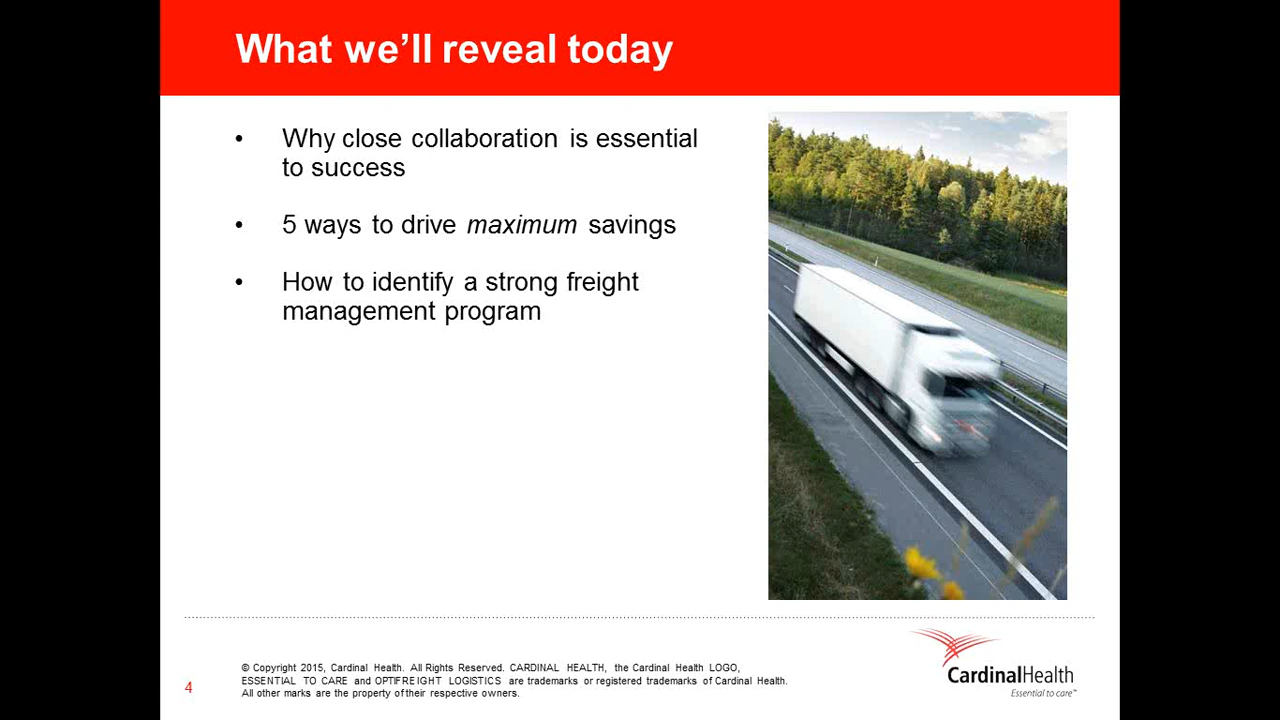 What we’ll reveal today
• Why close collaboration is essential
to success
• 5 ways to drive maximum savings
• How to identify a strong freight
management program
4
© Copyright 2015, Cardinal Health. All Rights Reserved. CARDINAL HEALTH, the Cardinal Health LOGO,
ESSENTIAL TO CARE and OPTIFREIGHT LOGISTICS are trademarks or registered trademarks of Cardinal Health.
All other marks are the property of their respective owners.
CardinalHealth
Essential to care™